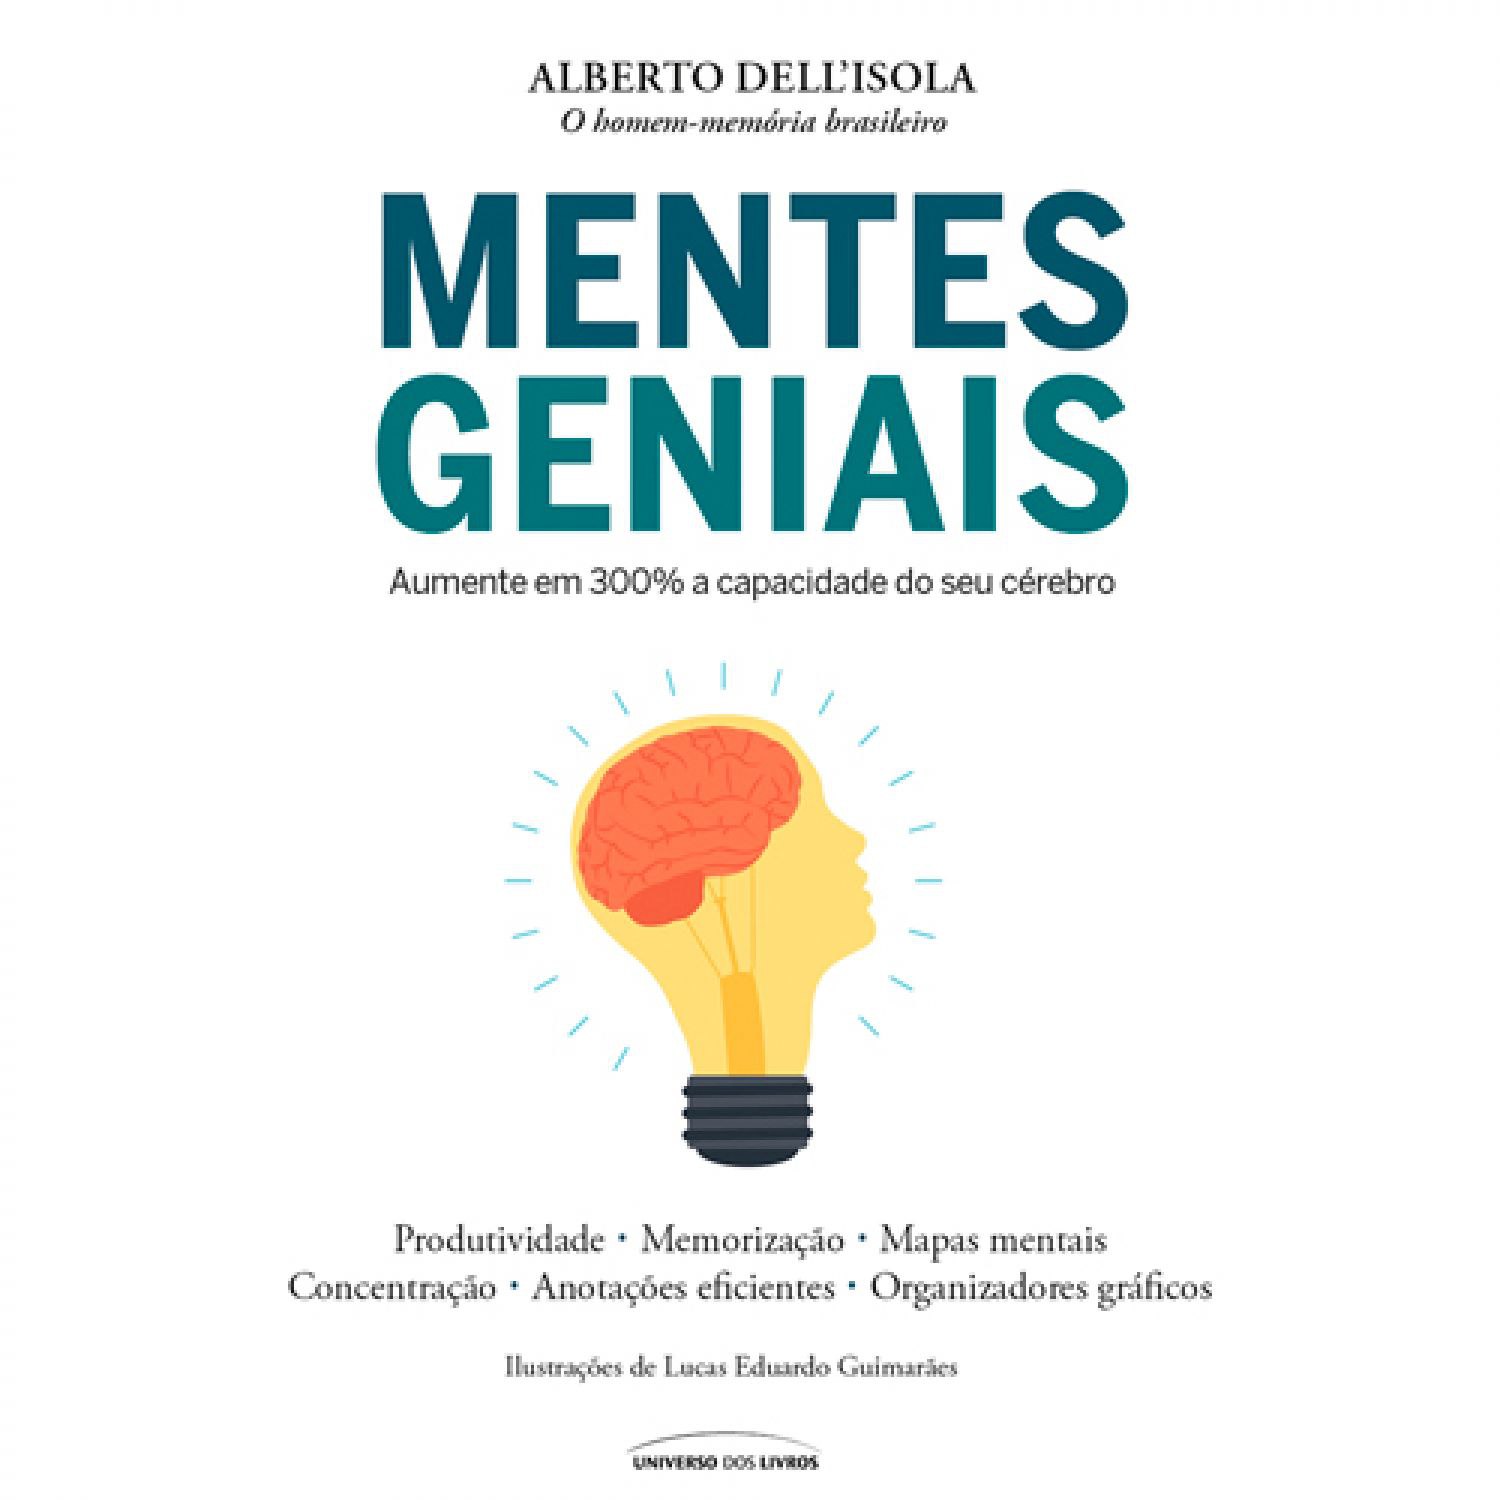 ALBERTO DELL'ISOLA
O homem-memória brasileiro
MENTES
GENIAIS
Aumente em 300% a capacidade do seu cérebro
Produtividade • Memorização • Mapas mentais
Concentração • Anotações eficientes • Organizadores gráficos
Ilustrações de Lucas Eduardo Guimarães
UNIVERSO DOS LIVROS